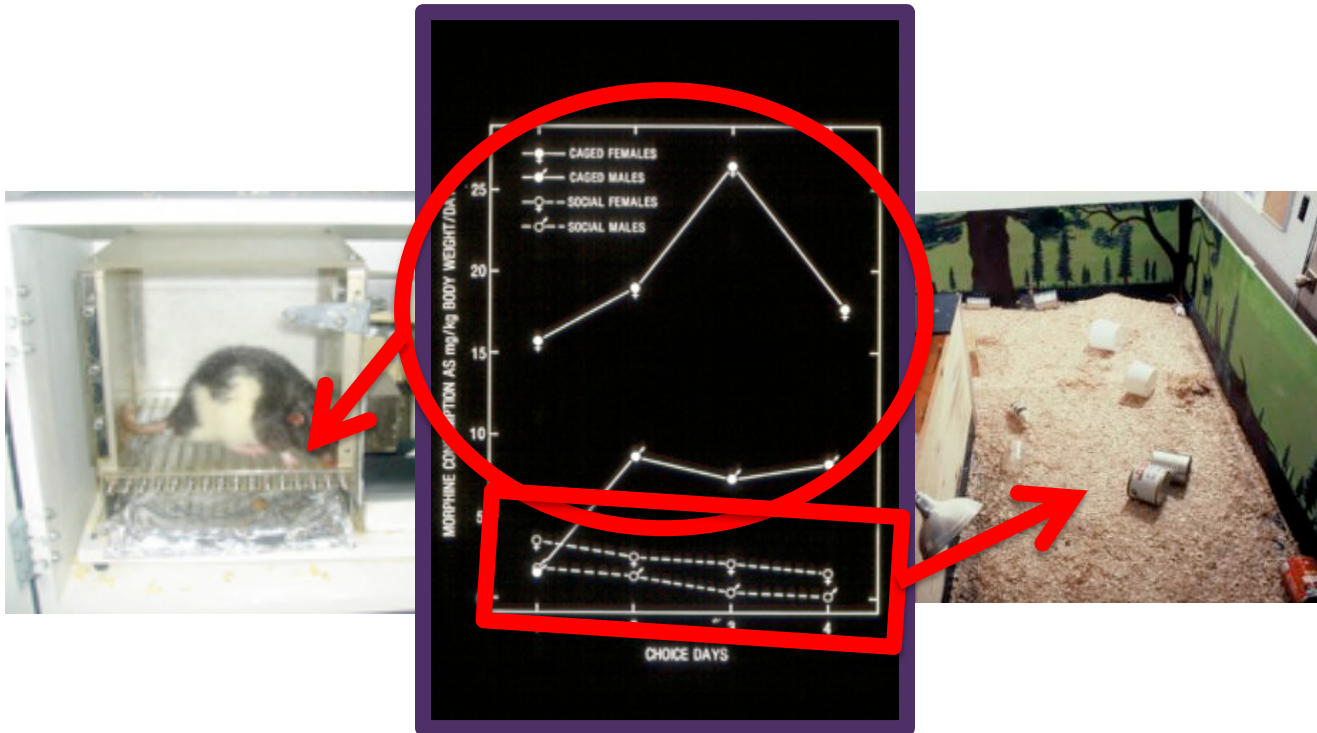 CAGED FEMALES
CAGED MALES
SOCIAL FEMALES
SOCIAL MALES
25
20
15
10
5
MORPHINE CONSUMPTION AS mg/kg BODY WEIGHT/DAY
3
4
CHOICE DAYS